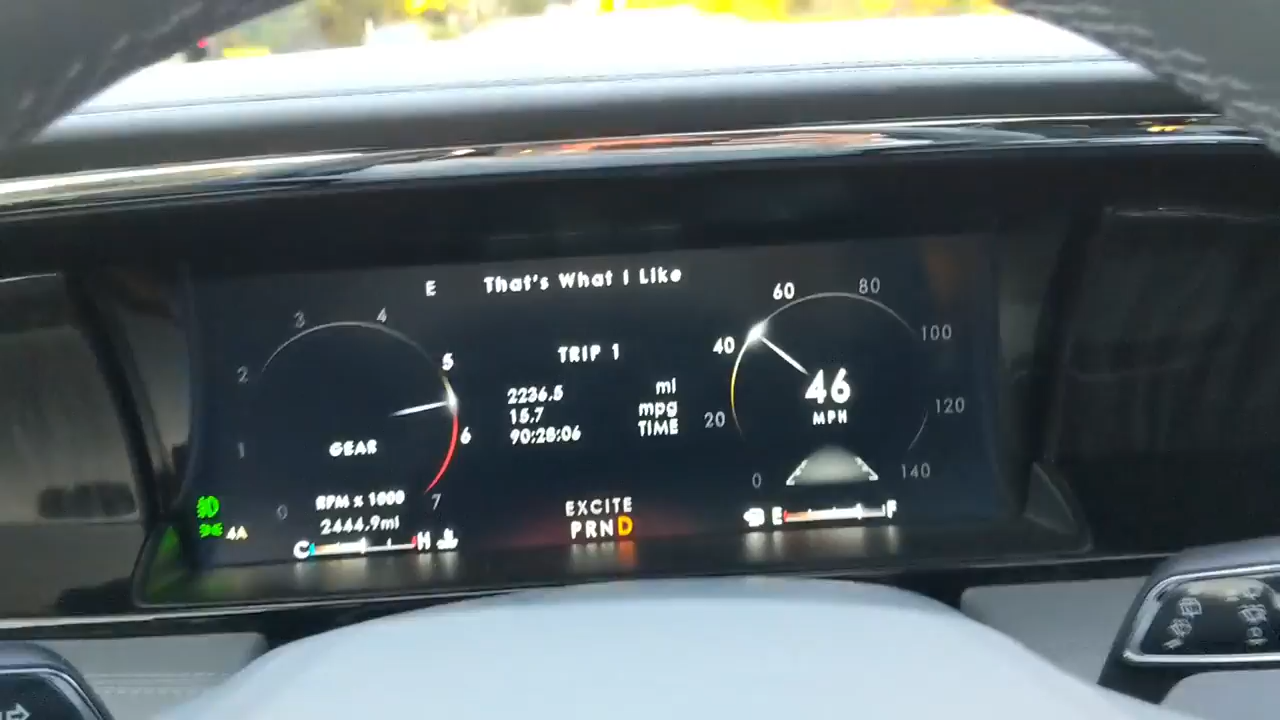 E That's What I Like
3 4
2 5
1 6
0 7
GEAR
RPM x 1000
2444.9mi
C H
4A
TRIP 1
2236.5 mi
15.7 mpg
90:28:06 TIME
EXCITE
PRND
60 80
40 100
20 120
0 140
46
MPH
E F